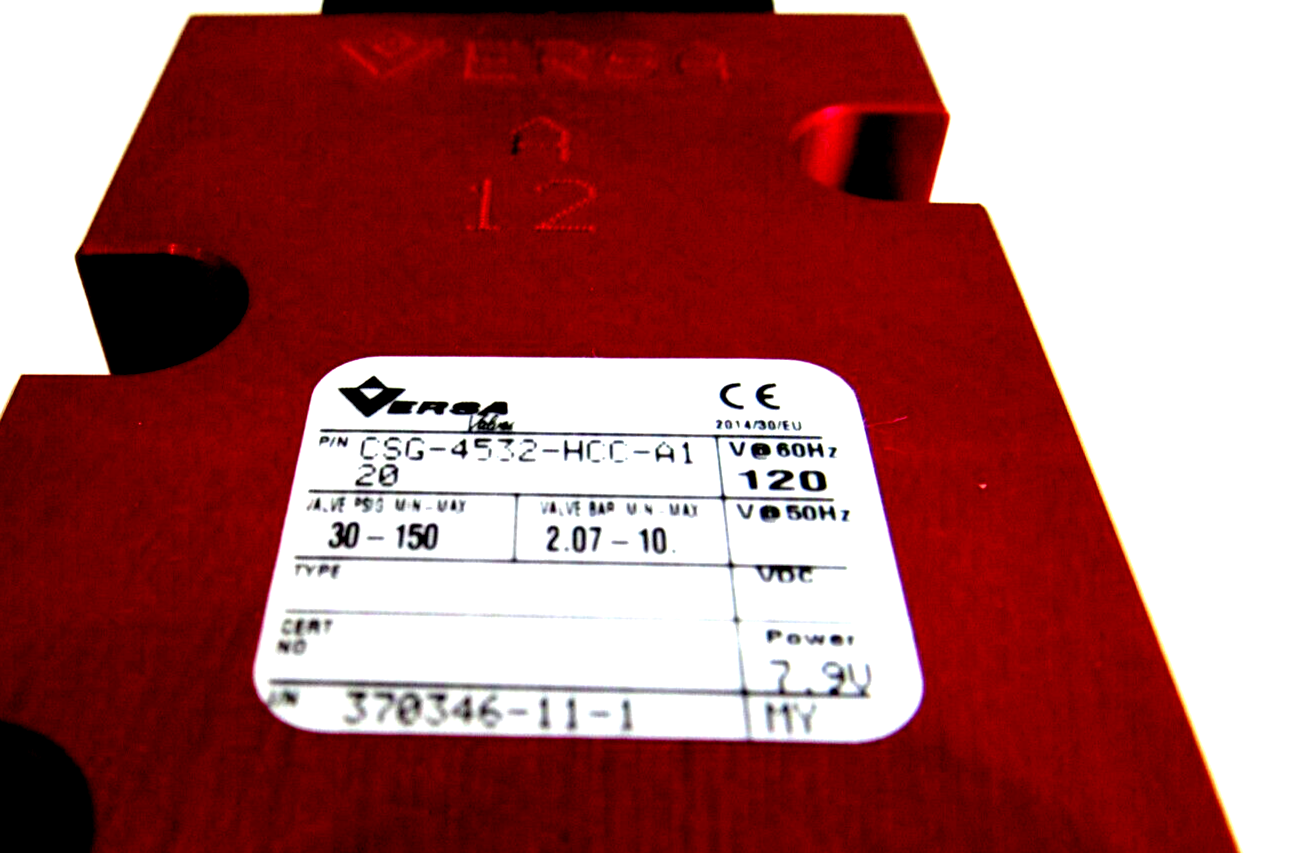 VERSA
A
12
VERSA
Valves
CE
2014/30/EU
P/N CSG-4532-HCC-A1
20
V@60Hz
120
VALVE PSIG MIN-MAX
30-150
VALVE BAR MIN-MAX
2.07-10.
V@50Hz
TYPE
VDC
CERT
NO
Power
7.9W
370346-11-1
MY